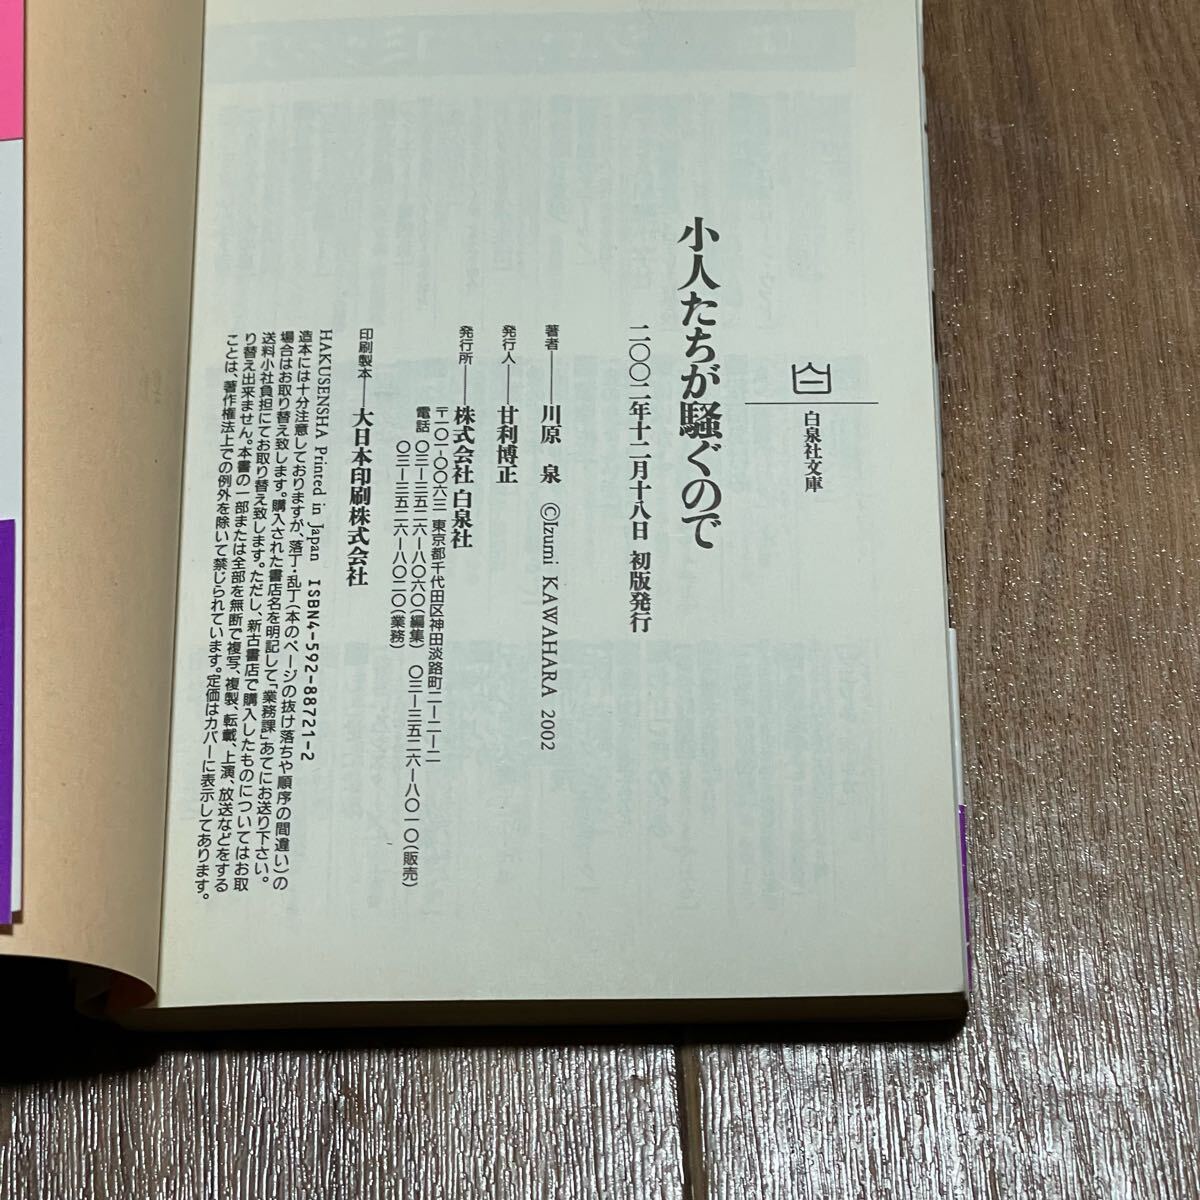 白泉社文庫
小人たちが騒ぐので
二〇〇二年十二月十八日 初版発行
著者――川原 泉 ©Izumi KAWAHARA 2002
発行人――甘利博正
発行所――株式会社 白泉社
〒一〇一-〇〇六三 東京都千代田区神田淡路町二-二-二
電話 〇三-三五二六-八〇六〇(編集) 〇三-三五二六-八〇一〇(販売)
〇三-三五二六-八〇二〇(業務)
印刷製本――大日本印刷株式会社
HAKUSENSHA Printed in Japan ISBN4-592-88721-2
造本には十分注意しておりますが、落丁・乱丁(本のページの抜け落ちや順序の間違い)の
場合はお取り替え致します。購入された書店名を明記して「業務課」あてにお送り下さい。
送料小社負担にてお取り替え致します。ただし、新古書店で購入したものについてはお取
り替え出来ません。本書の一部または全部を無断で複写、複製、転載、上演、放送などをする
ことは、著作権法上での例外を除いて禁じられています。定価はカバーに表示してあります。